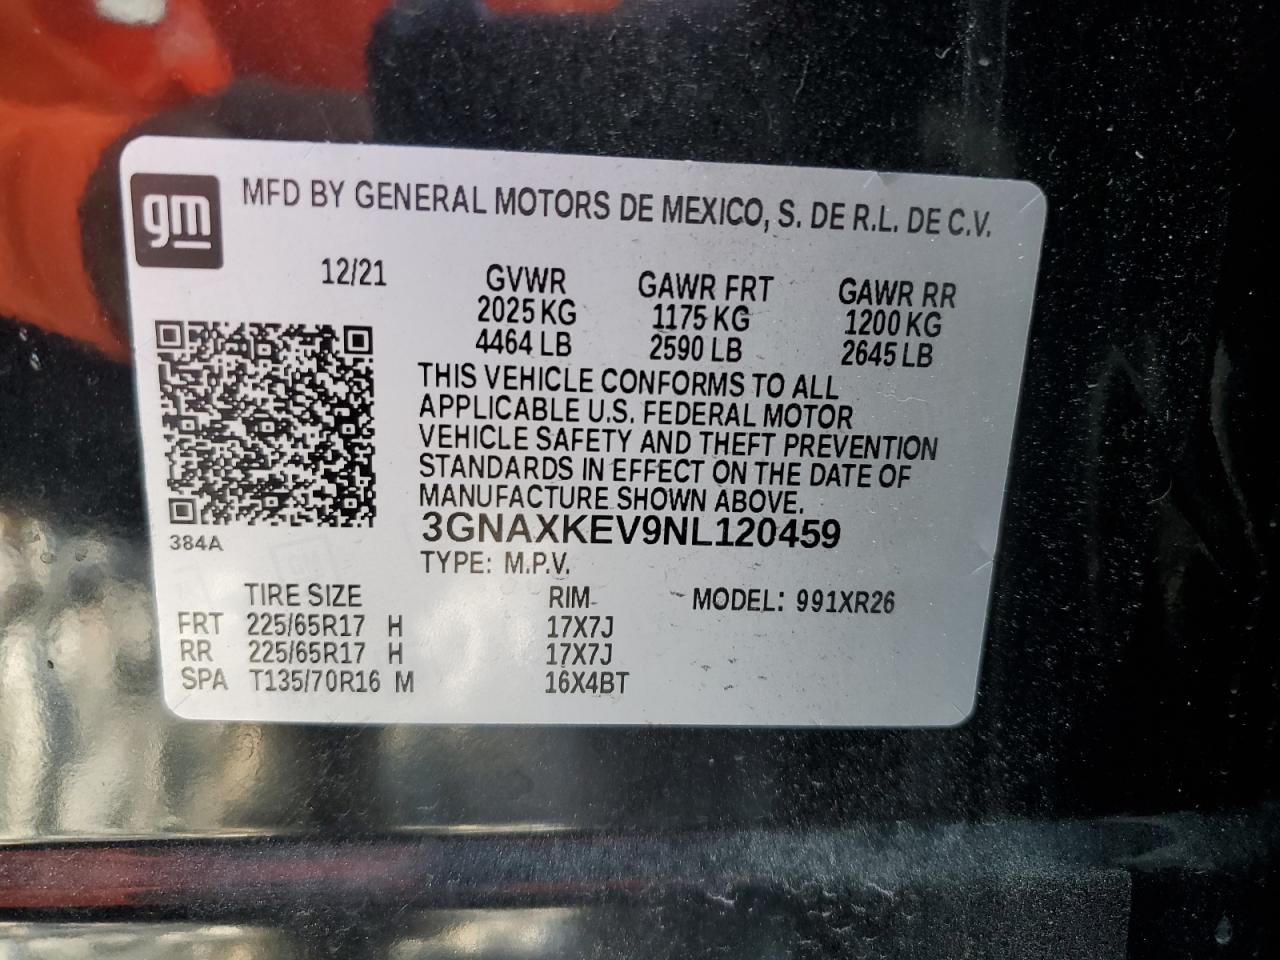 gm
MFD BY GENERAL MOTORS DE MEXICO, S. DE R.L. DE C.V.
12/21
GVWR GAWR FRT GAWR RR
2025 KG 1175 KG 1200 KG
4464 LB 2590 LB 2645 LB
THIS VEHICLE CONFORMS TO ALL
APPLICABLE U.S. FEDERAL MOTOR
VEHICLE SAFETY AND THEFT PREVENTION
STANDARDS IN EFFECT ON THE DATE OF
MANUFACTURE SHOWN ABOVE.
3GNAXKEV9NL120459
384A
TYPE: M.P.V.
TIRE SIZE RIM MODEL: 991XR26
FRT 225/65R17 H 17X7J
RR 225/65R17 H 17X7J
SPA T135/70R16 M 16X4BT